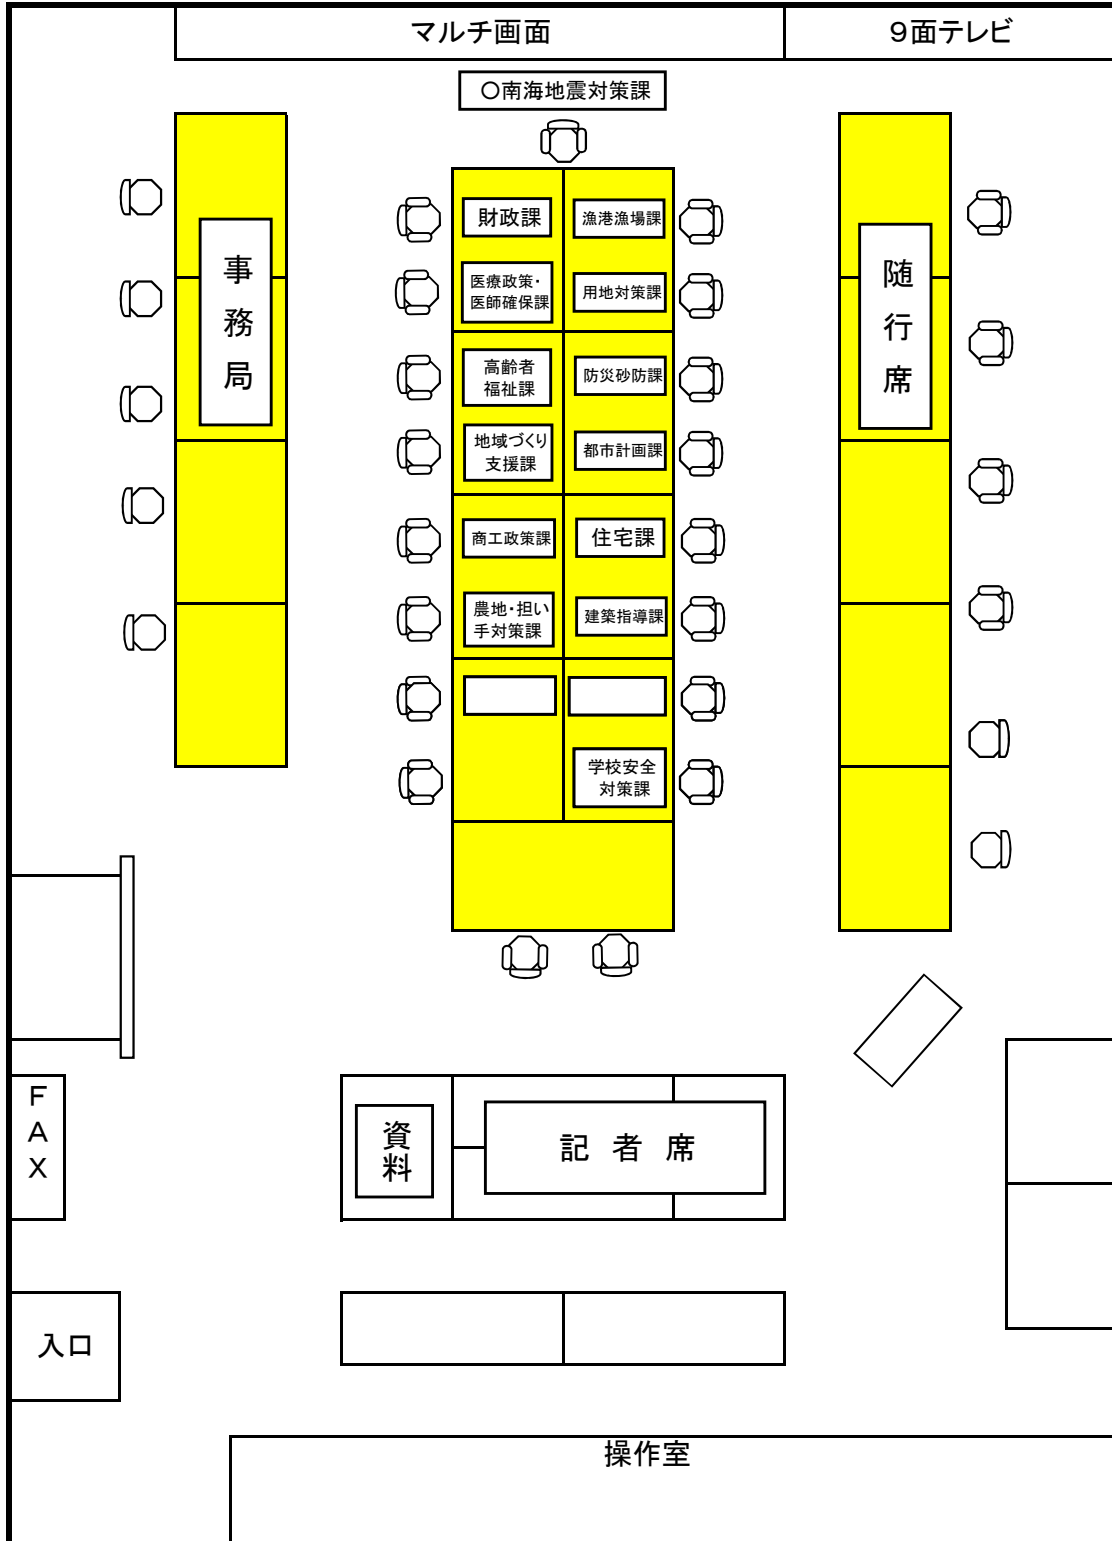 マルチ画面
９面テレビ
○南海地震対策課
財政課
漁港漁場課
医療政策・
医師確保課
用地対策課
高齢者
福祉課
防災砂防課
地域づくり
支援課
都市計画課
商工政策課
住宅課
農地・担い
手対策課
建築指導課
学校安全
対策課
事
務
局
随
行
席
Ｆ
Ａ
Ｘ
資
料
記 者 席
入口
操作室